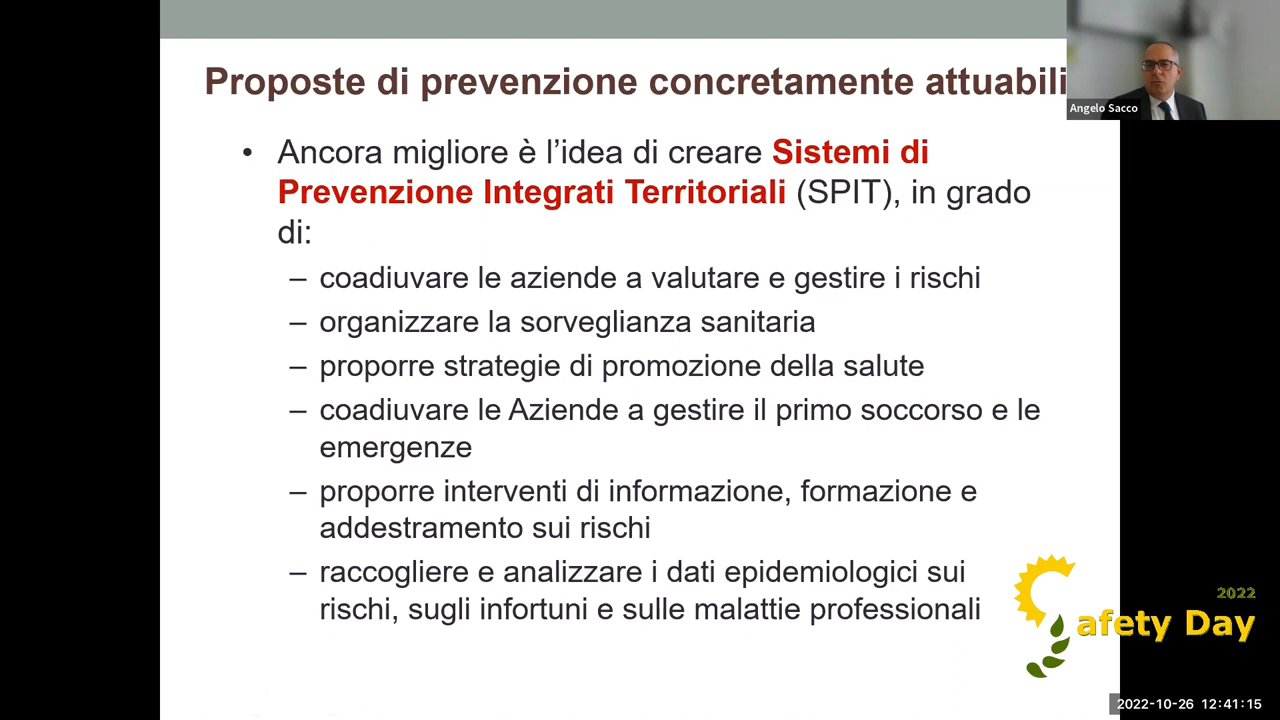 Proposte di prevenzione concretamente attuabili
Angelo Sacco
• Ancora migliore è l’idea di creare Sistemi di
Prevenzione Integrati Territoriali (SPIT), in grado
di:
– coadiuvare le aziende a valutare e gestire i rischi
– organizzare la sorveglianza sanitaria
– proporre strategie di promozione della salute
– coadiuvare le Aziende a gestire il primo soccorso e le
emergenze
– proporre interventi di informazione, formazione e
addestramento sui rischi
– raccogliere e analizzare i dati epidemiologici sui
rischi, sugli infortuni e sulle malattie professionali
2022
Safety Day
2022-10-26 12:41:15